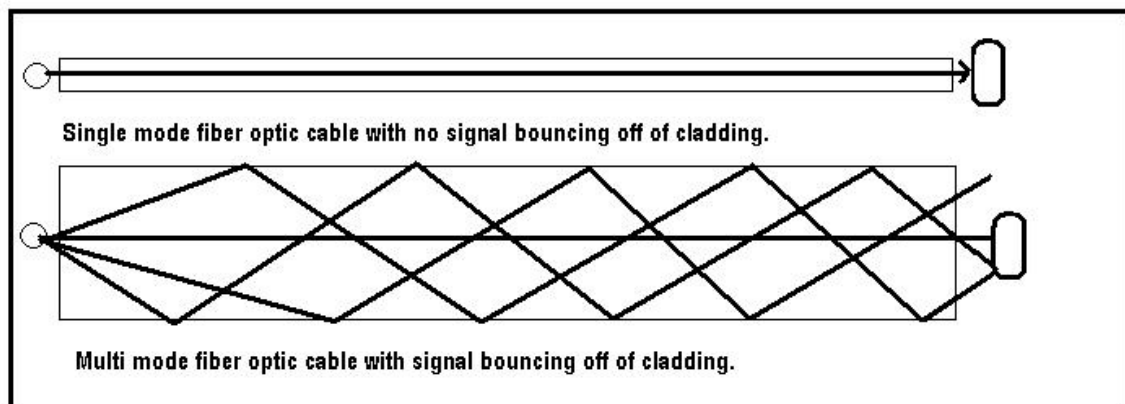 Single mode fiber optic cable with no signal bouncing off of cladding.
Multi mode fiber optic cable with signal bouncing off of cladding.